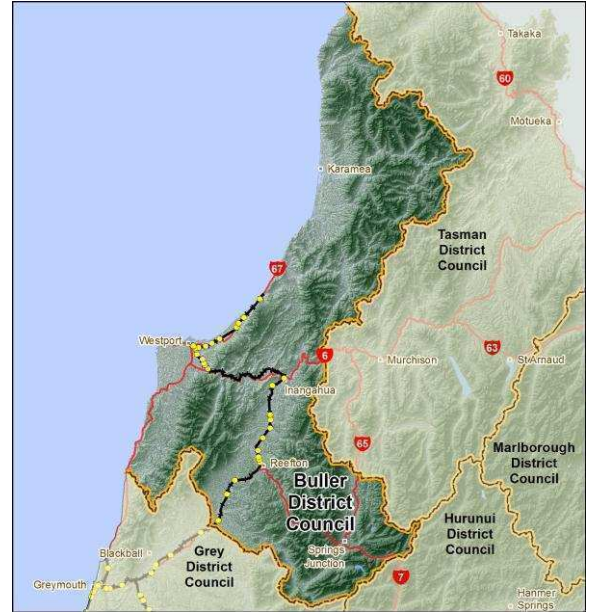 Takaka
60
Motueka
Karamea
Tasman
District
Council
67
Westport
6
Murchison
63
St Arnaud
Inangahua
65
Marlborough
District
Council
Reefton
Buller
District
Council
Hurunui
District
Council
Springs
Junction
Blackball
Grey
District
Council
Greymouth
7
Hanmer
Springs